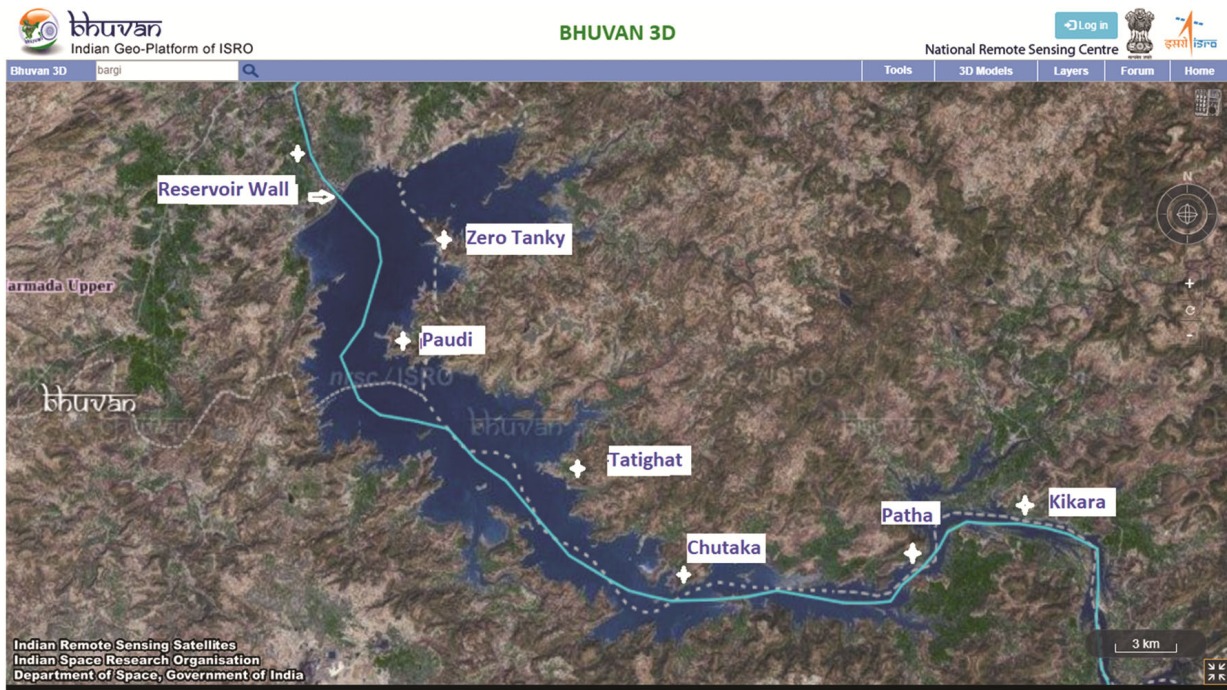 bhuvan
Indian Geo-Platform of ISRO
BHUVAN 3D
Log in
National Remote Sensing Centre
इसरो isro
Bhuvan 3D
bargi
Tools
3D Models
Layers
Forum
Home
N
Reservoir Wall
Zero Tanky
armada Upper
Paudi
nrsc / ISRO
bhuvan
bhuvan
bhuvan
bhuvan
Tatighat
Kikara
Patha
Chutaka
3 km
Indian Remote Sensing Satellites
Indian Space Research Organisation
Department of Space, Government of India